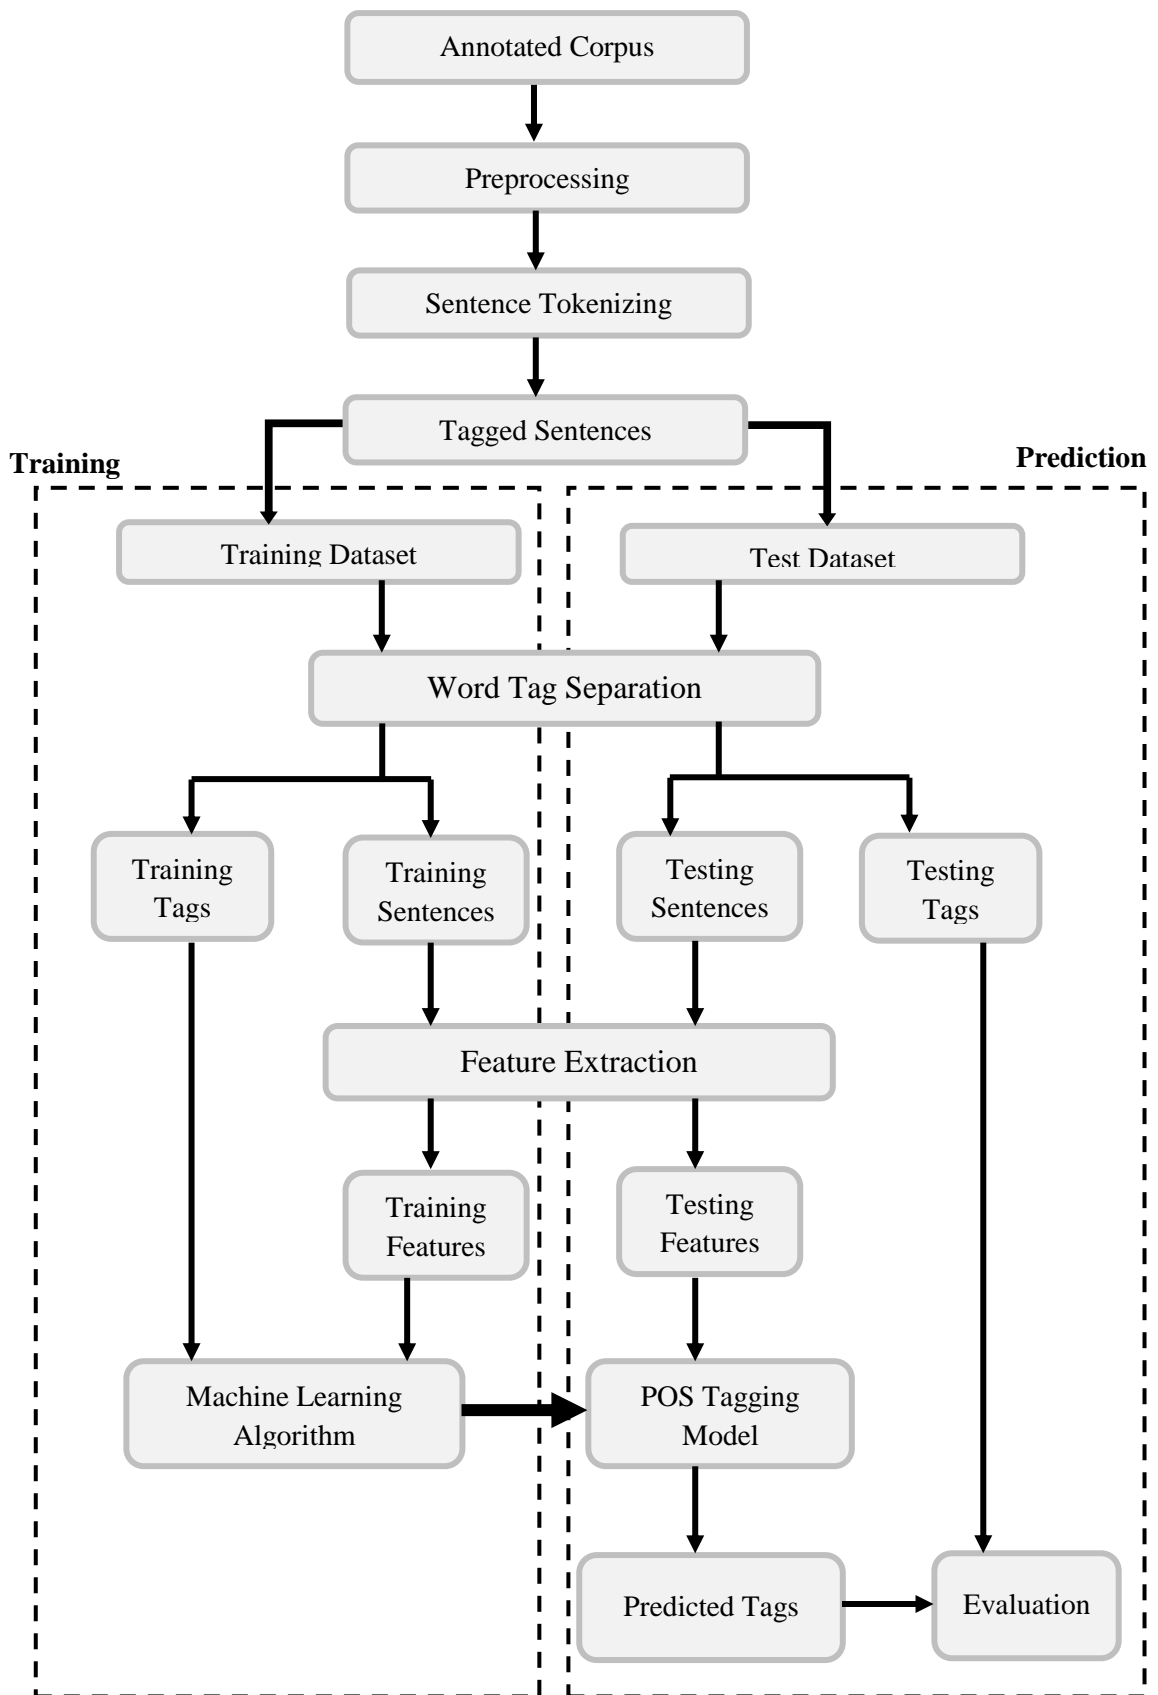 Annotated Corpus
Preprocessing
Sentence Tokenizing
Tagged Sentences
Training
Prediction
Training Dataset
Test Dataset
Word Tag Separation
Training
Tags
Training
Sentences
Testing
Sentences
Testing
Tags
Feature Extraction
Training
Features
Testing
Features
Machine Learning
Algorithm
POS Tagging
Model
Predicted Tags
Evaluation